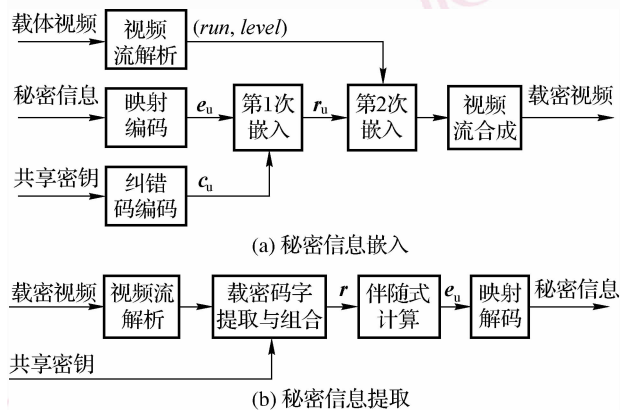 载体视频
视频
流解析
(run, level)
秘密信息
映射
编码
eu
第1次
嵌入
ru
第2次
嵌入
视频
流合成
载密视频
共享密钥
纠错
码编码
cu
(a) 秘密信息嵌入
载密视频
视频流
解析
载密码字
提取与组合
r
伴随式
计算
eu
映射
解码
秘密信息
共享密钥
(b) 秘密信息提取